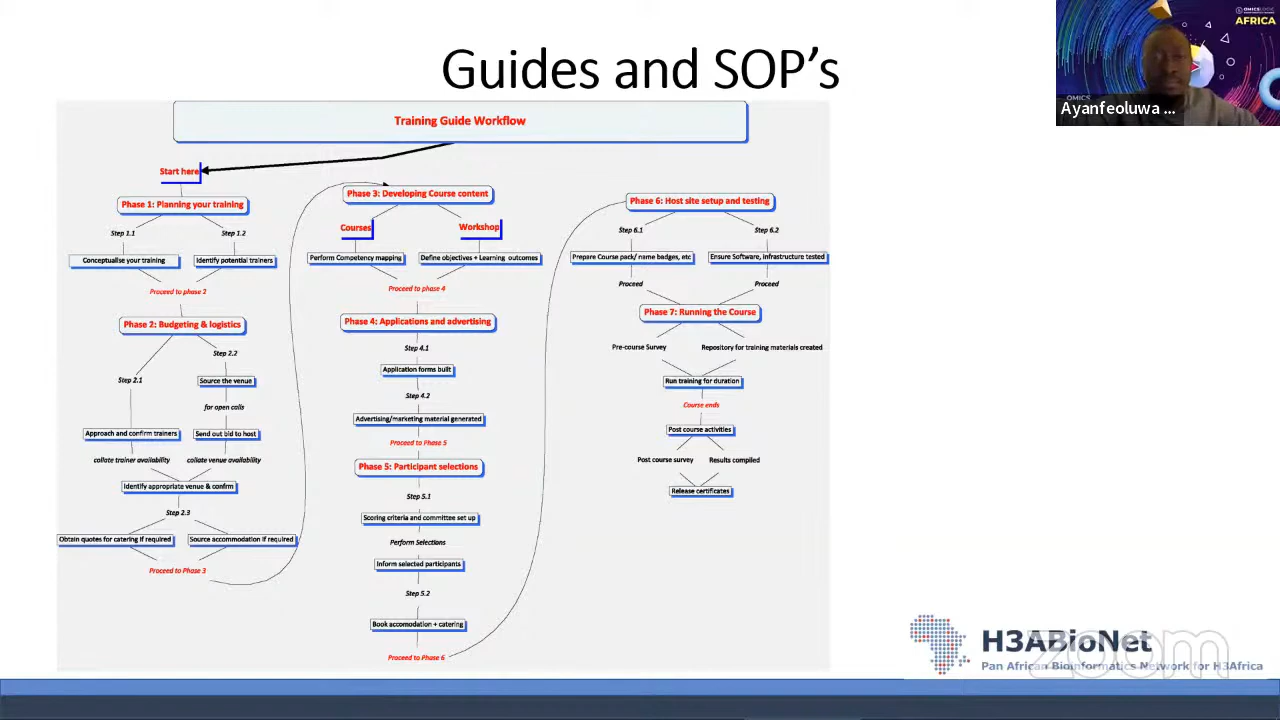 Guides and SOP's
OMICSLOGIC
AFRICA
OMICS
Ayanfeoluwa ...
Training Guide Workflow
Start here
Phase 1: Planning your training
Step 1.1
Step 1.2
Conceptualise your training
Identify potential trainers
Proceed to phase 2
Phase 2: Budgeting & logistics
Step 2.2
Step 2.1
Source the venue
for open calls
Approach and confirm trainers
Send out bid to host
collate trainer availability
collate venue availability
Identify appropriate venue & confirm
Step 2.3
Obtain quotes for catering if required
Source accommodation if required
Proceed to Phase 3
Phase 3: Developing Course content
Courses
Workshop
Perform Competency mapping
Define objectives + Learning outcomes
Proceed to phase 4
Phase 4: Applications and advertising
Step 4.1
Application forms built
Step 4.2
Advertising/marketing material generated
Proceed to Phase 5
Phase 5: Participant selections
Step 5.1
Scoring criteria and committee set up
Perform Selections
Inform selected participants
Step 5.2
Book accomodation + catering
Proceed to Phase 6
Phase 6: Host site setup and testing
Step 6.1
Step 6.2
Prepare Course pack/ name badges, etc
Ensure Software, infrastructure tested
Proceed
Proceed
Phase 7: Running the Course
Pre-course Survey
Repository for training materials created
Run training for duration
Course ends
Post course activities
Post course survey
Results compiled
Release certificates
H3ABioNet
Pan African Bioinformatics Network for H3Africa
zoom